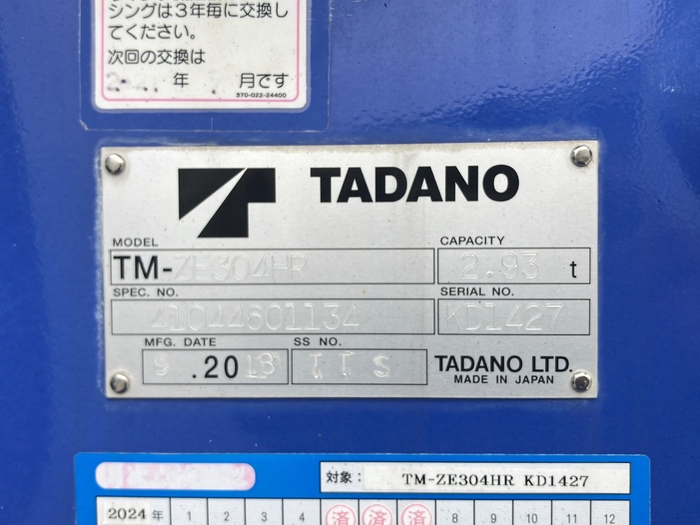 シングは3年毎に交換し
てください。
次回の交換は
年 月です
370-022-24400
TADANO
MODEL
CAPACITY
TM-ZE304HR
2.93 t
SPEC. NO.
SERIAL NO.
41044601134
KD1427
MFG. DATE
SS NO.
9 .2013
TADANO LTD.
MADE IN JAPAN
対象: TM-ZE304HR KD1427
2024年 1 2 3 4 済 済 済 8 9 10 11 12